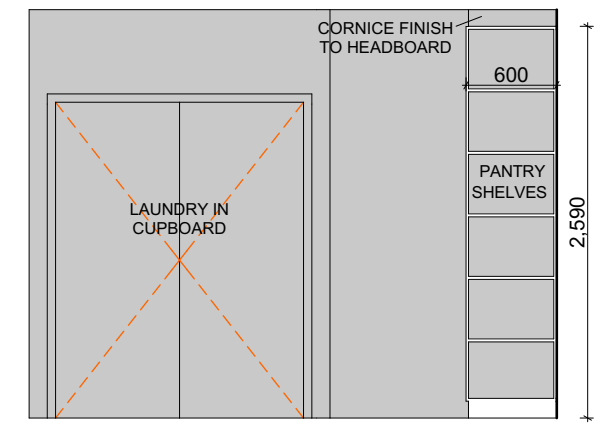 CORNICE FINISH
TO HEADBOARD
600
PANTRY
SHELVES
LAUNDRY IN
CUPBOARD
2,590